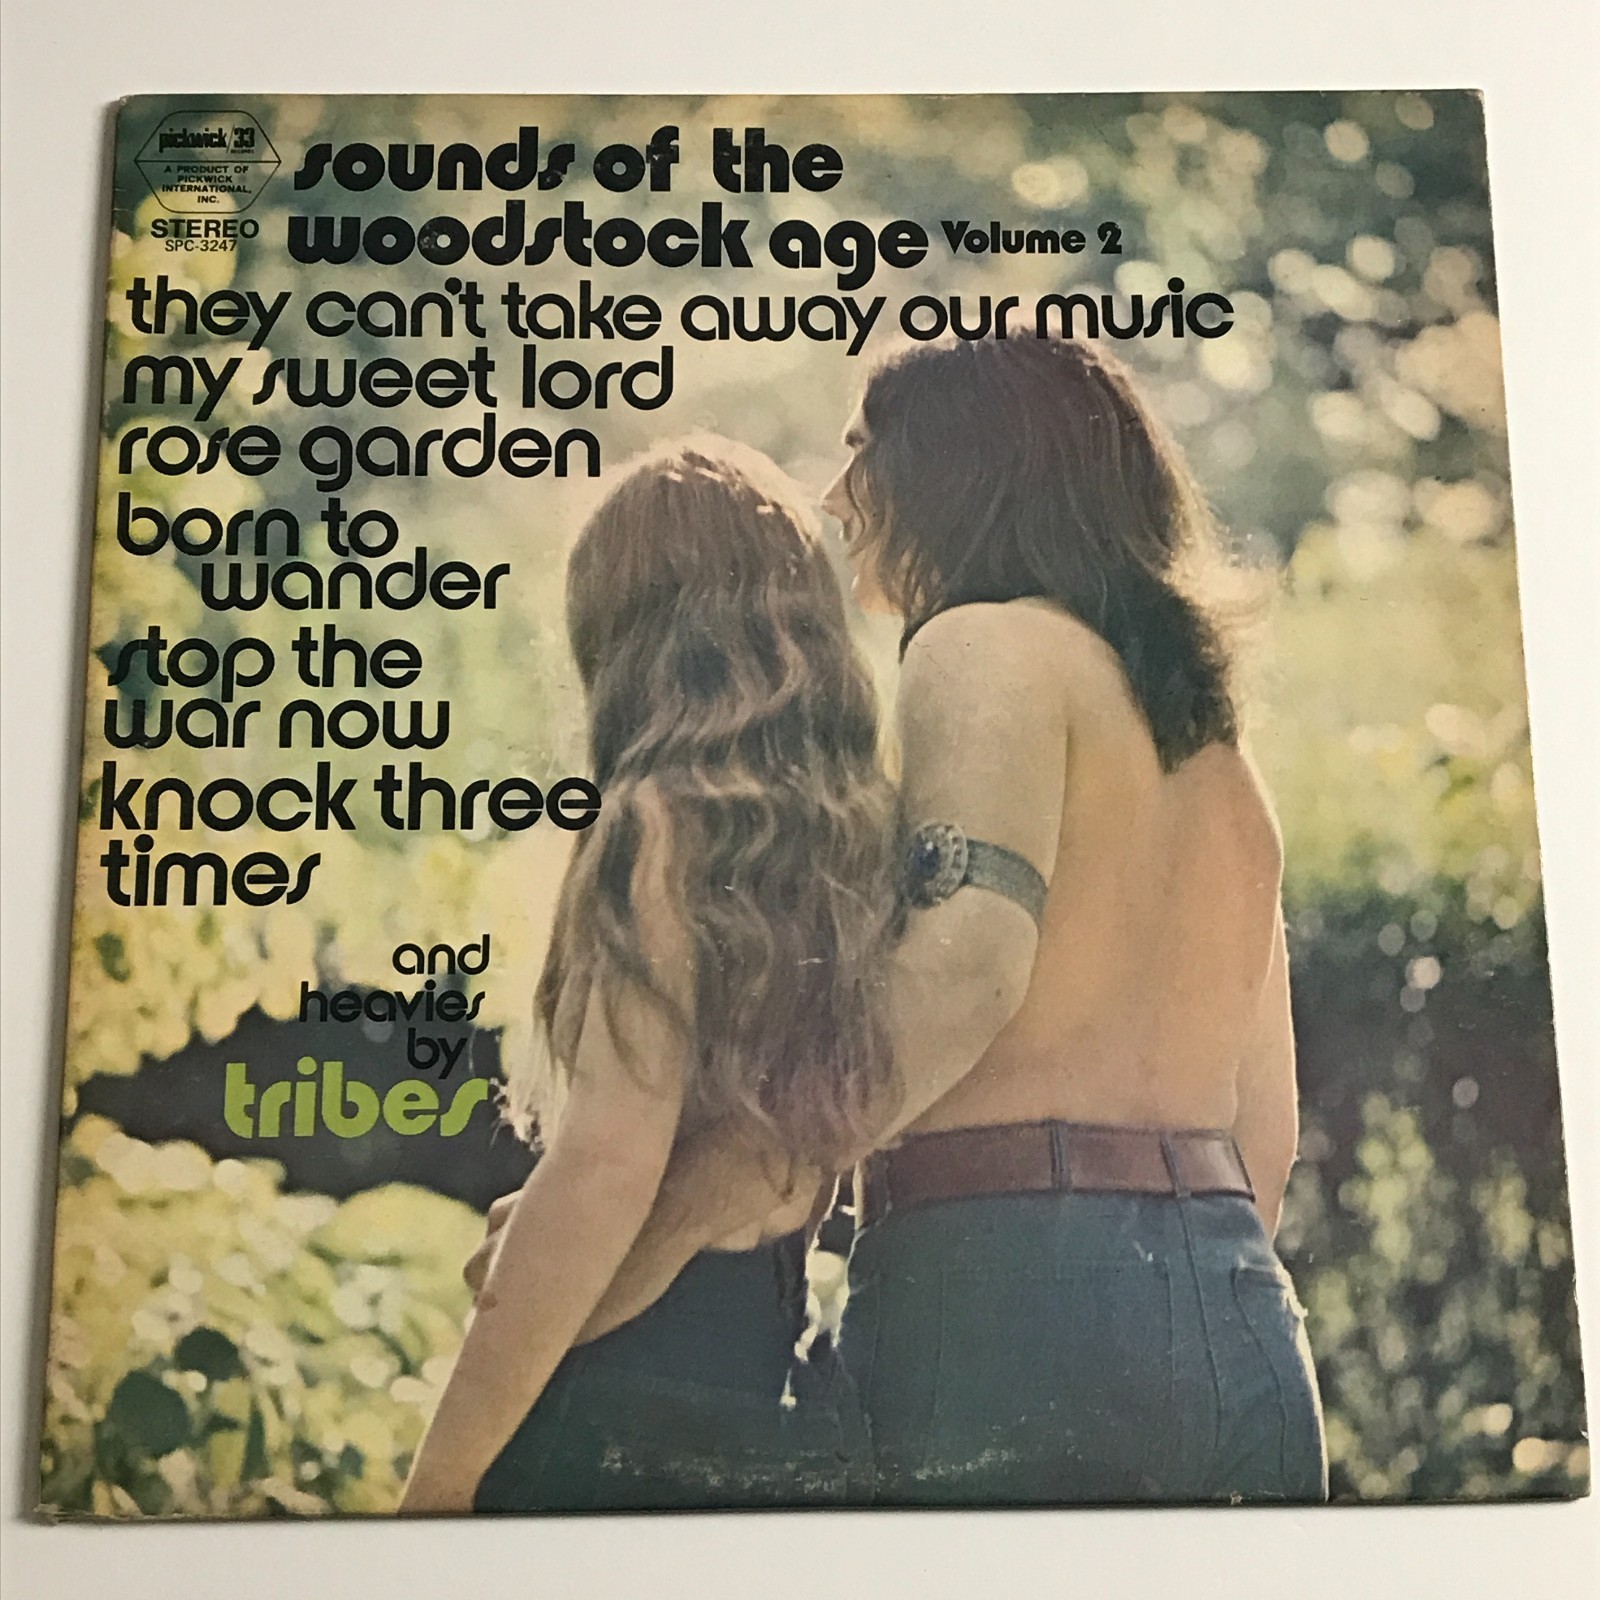 pickwick/33
RECORDS
A PRODUCT OF
PICKWICK
INTERNATIONAL,
INC.
STEREO
SPC-3247
sounds of the
woodstock age Volume 2
they can't take away our music
my sweet lord
rose garden
born to
wander
stop the
war now
knock three
times
and
heavies
by
tribes